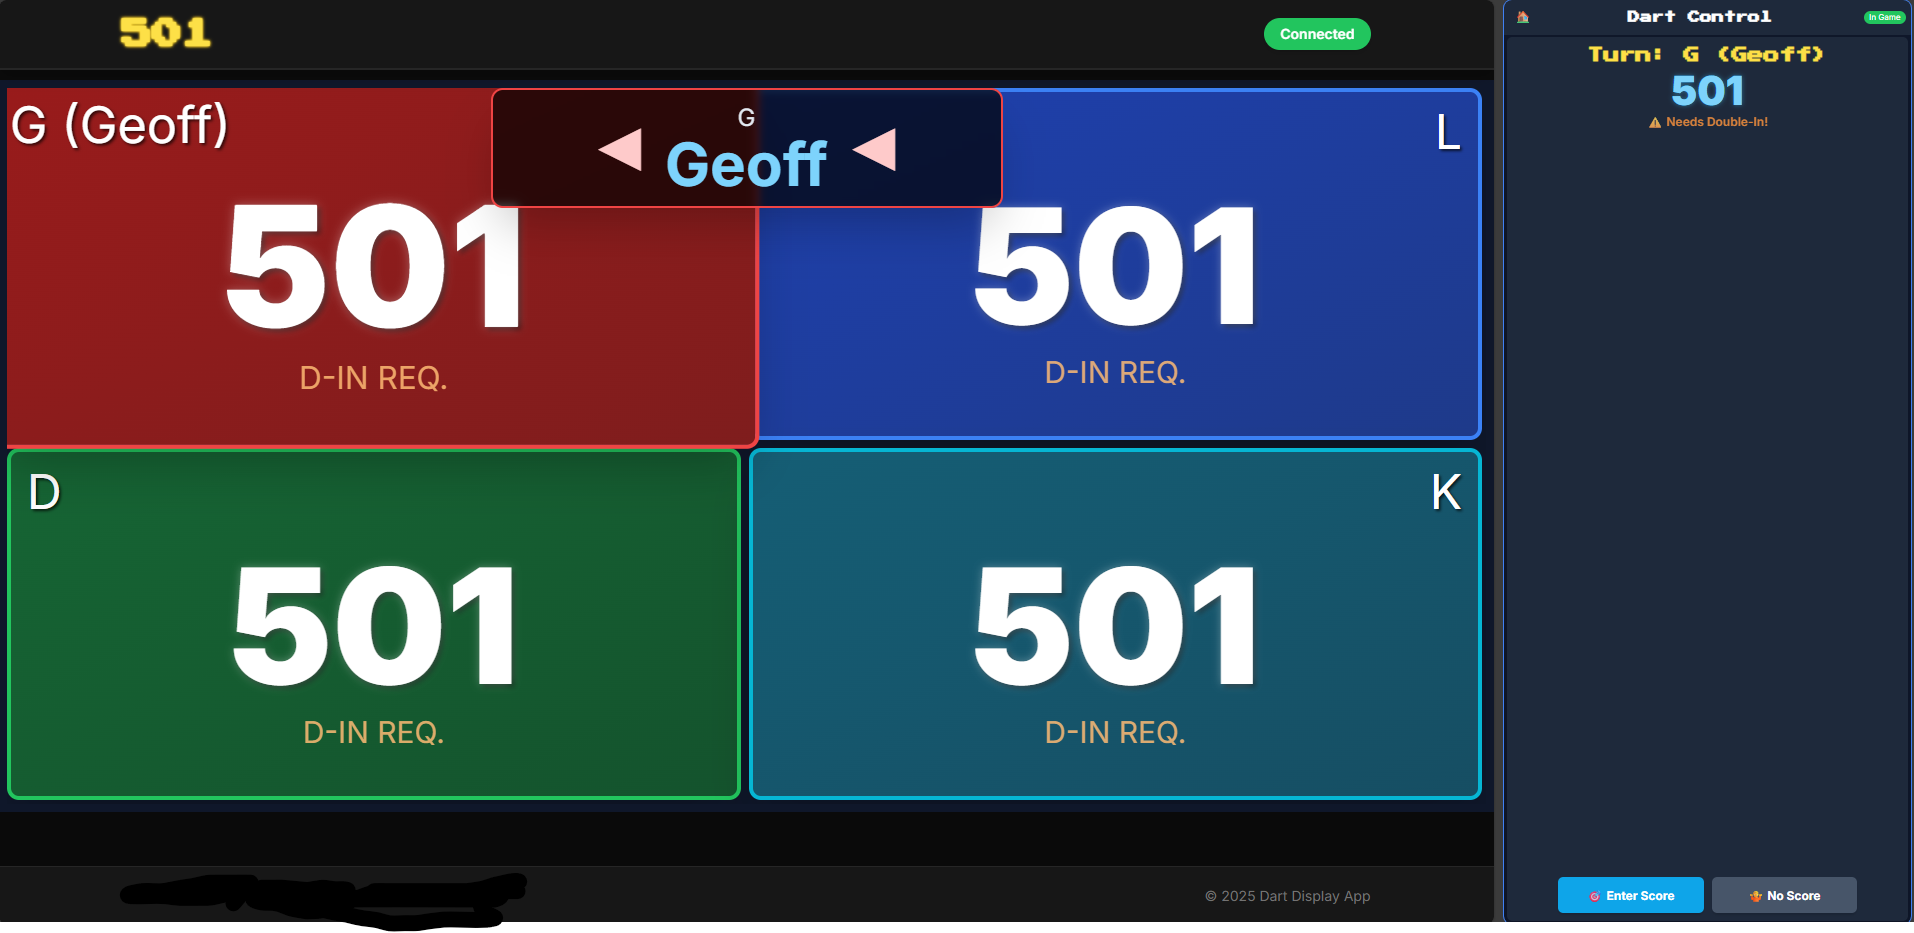 501
Connected
G (Geoff)
501
D-IN REQ.
G
Geoff
L
501
D-IN REQ.
D
501
D-IN REQ.
K
501
D-IN REQ.
© 2025 Dart Display App
Dart Control
In Game
Turn: G (Geoff)
501
Needs Double-In!
Enter Score
No Score